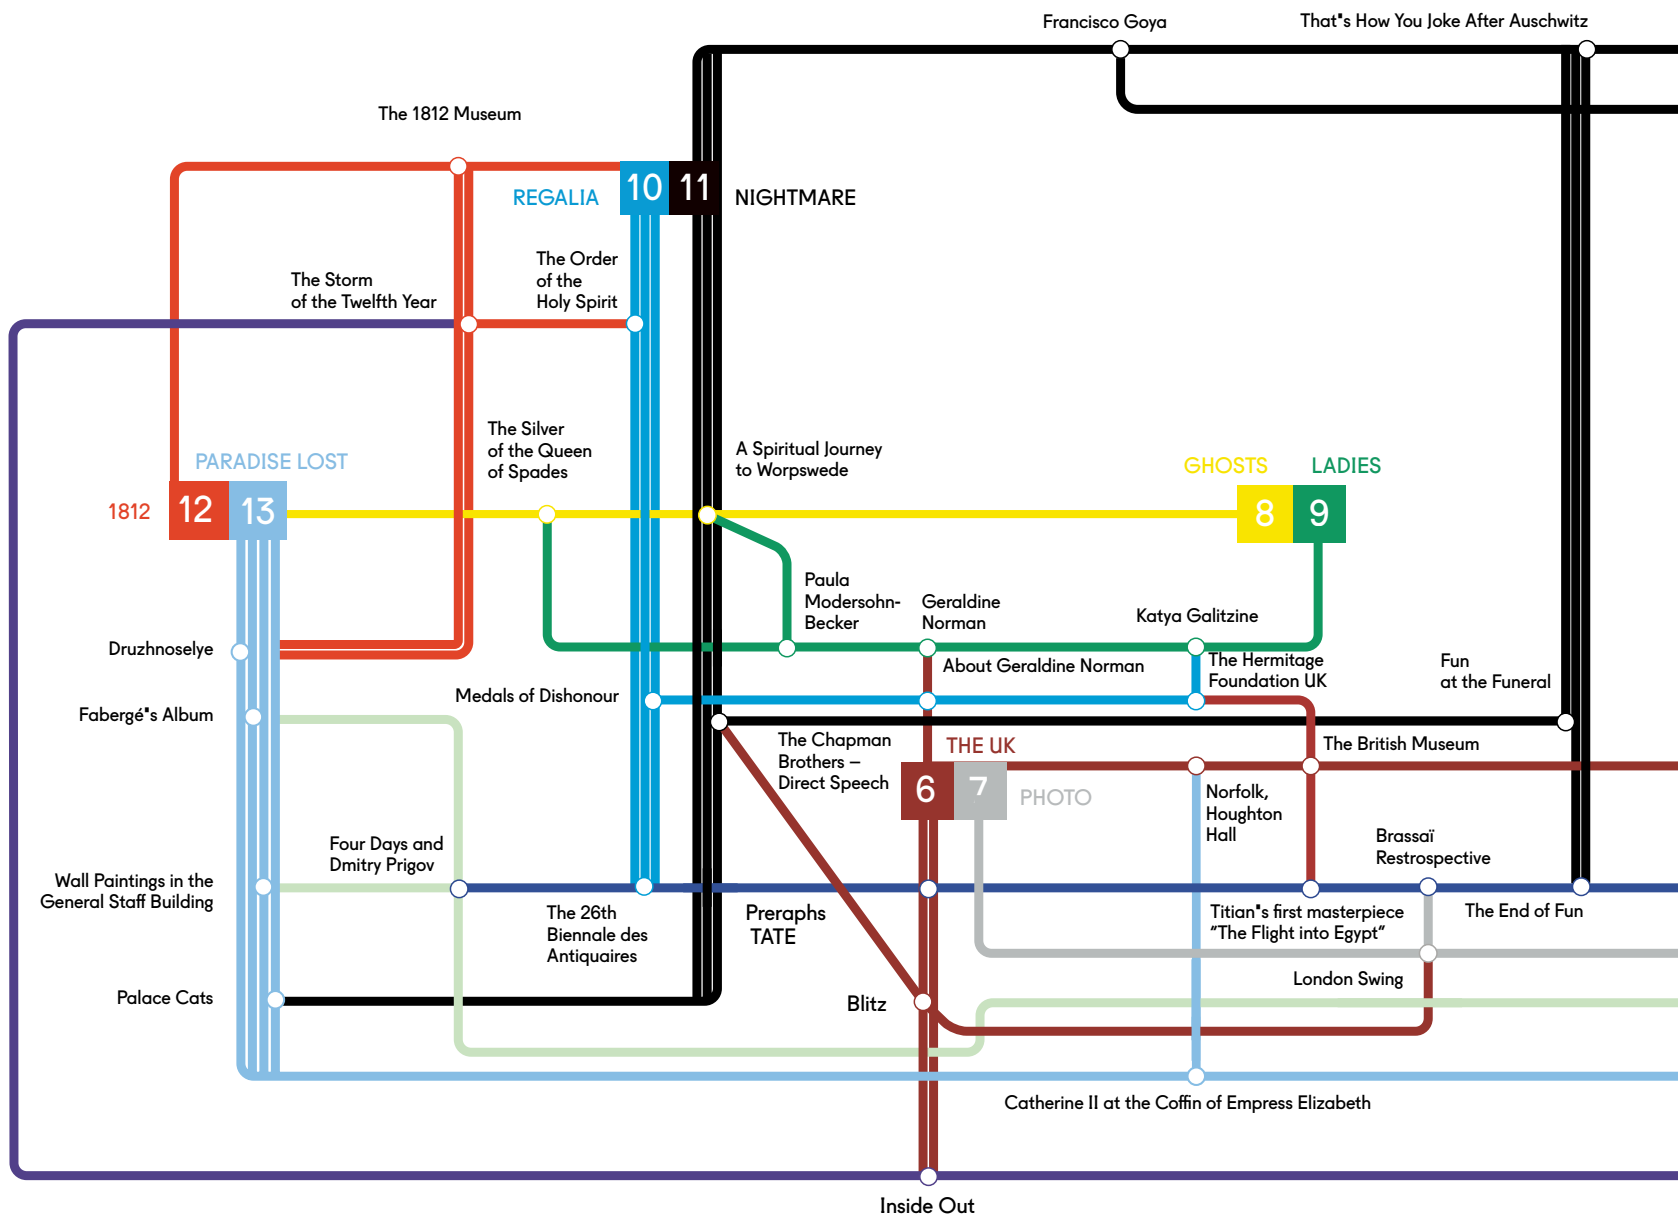 Francisco Goya
That"s How You Joke After Auschwitz
The 1812 Museum
REGALIA
10
11
NIGHTMARE
The Order
of the
Holy Spirit
The Storm
of the Twelfth Year
The Silver
of the Queen
of Spades
A Spiritual Journey
to Worpswede
PARADISE LOST
GHOSTS
LADIES
1812
12
13
8
9
Paula
Modersohn-
Becker
Geraldine
Norman
Katya Galitzine
Druzhnoselye
About Geraldine Norman
The Hermitage
Foundation UK
Fun
at the Funeral
Medals of Dishonour
Fabergé"s Album
The Chapman
Brothers –
Direct Speech
THE UK
6
7
PHOTO
The British Museum
Norfolk,
Houghton
Hall
Four Days and
Dmitry Prigov
Brassaï
Restrospective
Wall Paintings in the
General Staff Building
The 26th
Biennale des
Antiquaires
Preraphs
TATE
Titian"s first masterpiece
“The Flight into Egypt”
The End of Fun
London Swing
Palace Cats
Blitz
Catherine II at the Coffin of Empress Elizabeth
Inside Out